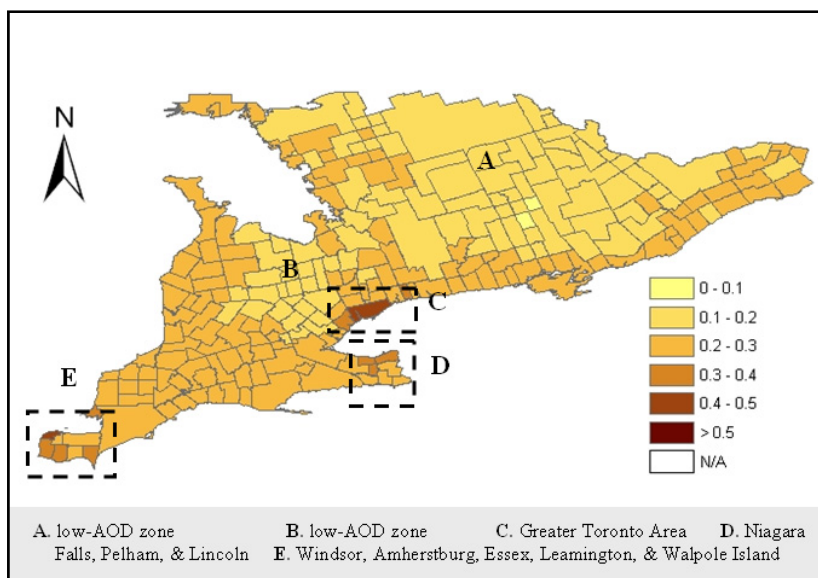 N
A
B
C
D
E
0 - 0.1
0.1 - 0.2
0.2 - 0.3
0.3 - 0.4
0.4 - 0.5
> 0.5
N/A
A. low-AOD zone B. low-AOD zone C. Greater Toronto Area D. Niagara
Falls, Pelham, & Lincoln E. Windsor, Amherstburg, Essex, Leamington, & Walpole Island